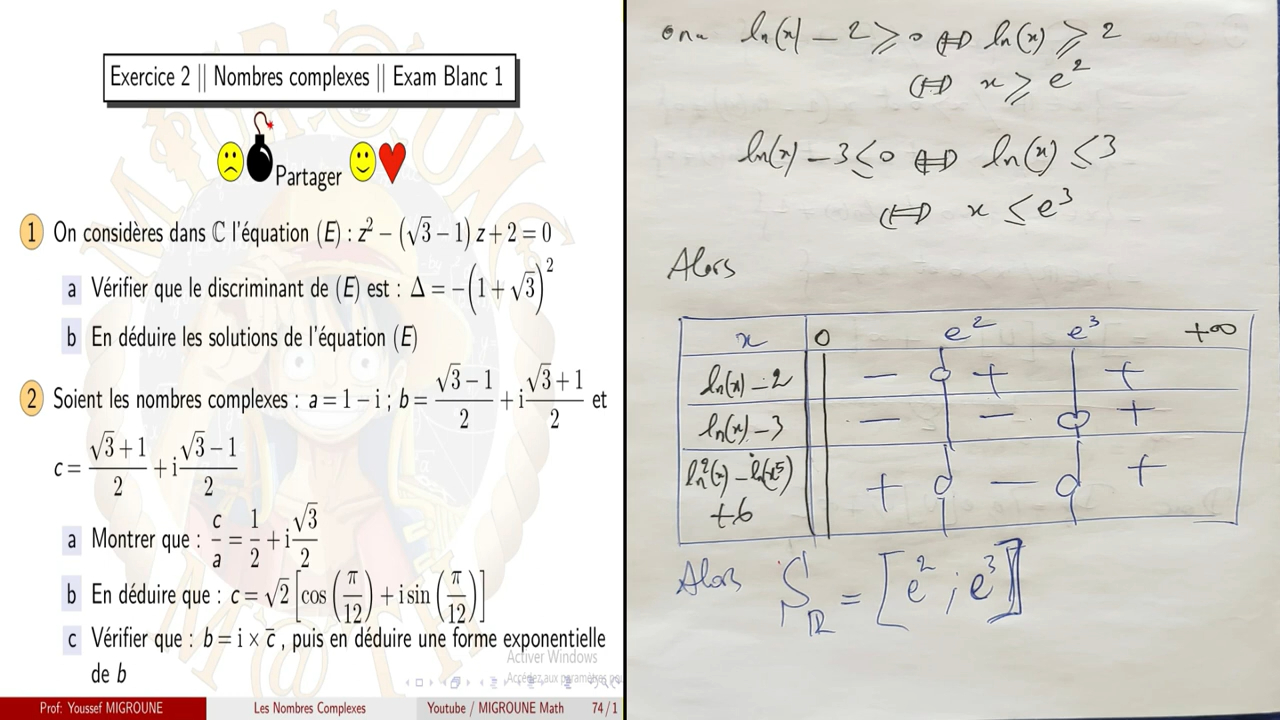 Exercice 2 || Nombres complexes || Exam Blanc 1
Partager
1 On considères dans ℂ l'équation (E) : z² − (√3 − 1) z + 2 = 0
a Vérifier que le discriminant de (E) est : Δ = −(1 + √3)²
b En déduire les solutions de l'équation (E)
2 Soient les nombres complexes : a = 1 − i ; b = (√3 − 1)/2 + i (√3 + 1)/2 et
c = (√3 + 1)/2 + i (√3 − 1)/2
a Montrer que : c/a = 1/2 + i √3/2
b En déduire que : c = √2 [cos (π/12) + i sin (π/12)]
c Vérifier que : b = i × c̄ , puis en déduire une forme exponentielle
de b
Activer Windows
Accédez aux paramètres
Prof: Youssef MIGROUNE
Les Nombres Complexes
Youtube / MIGROUNE Math
74 / 1
ona ln(x) − 2 ⩾ 0 ⇔ ln(x) ⩾ 2
⇔ x ⩾ e²
ln(x) − 3 ≤ 0 ⇔ ln(x) ≤ 3
⇔ x ≤ e³
Alors
x 0 e² e³ +∞
ln(x) − 2 − 0 + +
ln(x) − 3 − − 0 +
ln²(x) − ln(x⁵) + 0 − 0 +
+6
Alors S_ℝ = [e² ; e³]